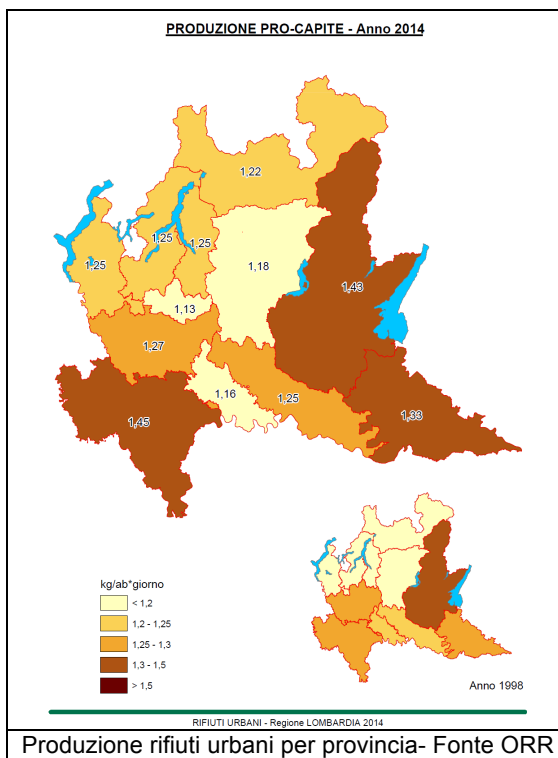 PRODUZIONE PRO-CAPITE - Anno 2014
1,22
1,25
1,25
1,25
1,18
1,43
1,13
1,27
1,16
1,25
1,33
1,45
kg/ab*giorno
< 1,2
1,2 - 1,25
1,25 - 1,3
1,3 - 1,5
> 1,5
Anno 1998
RIFIUTI URBANI - Regione LOMBARDIA 2014
Produzione rifiuti urbani per provincia- Fonte ORR